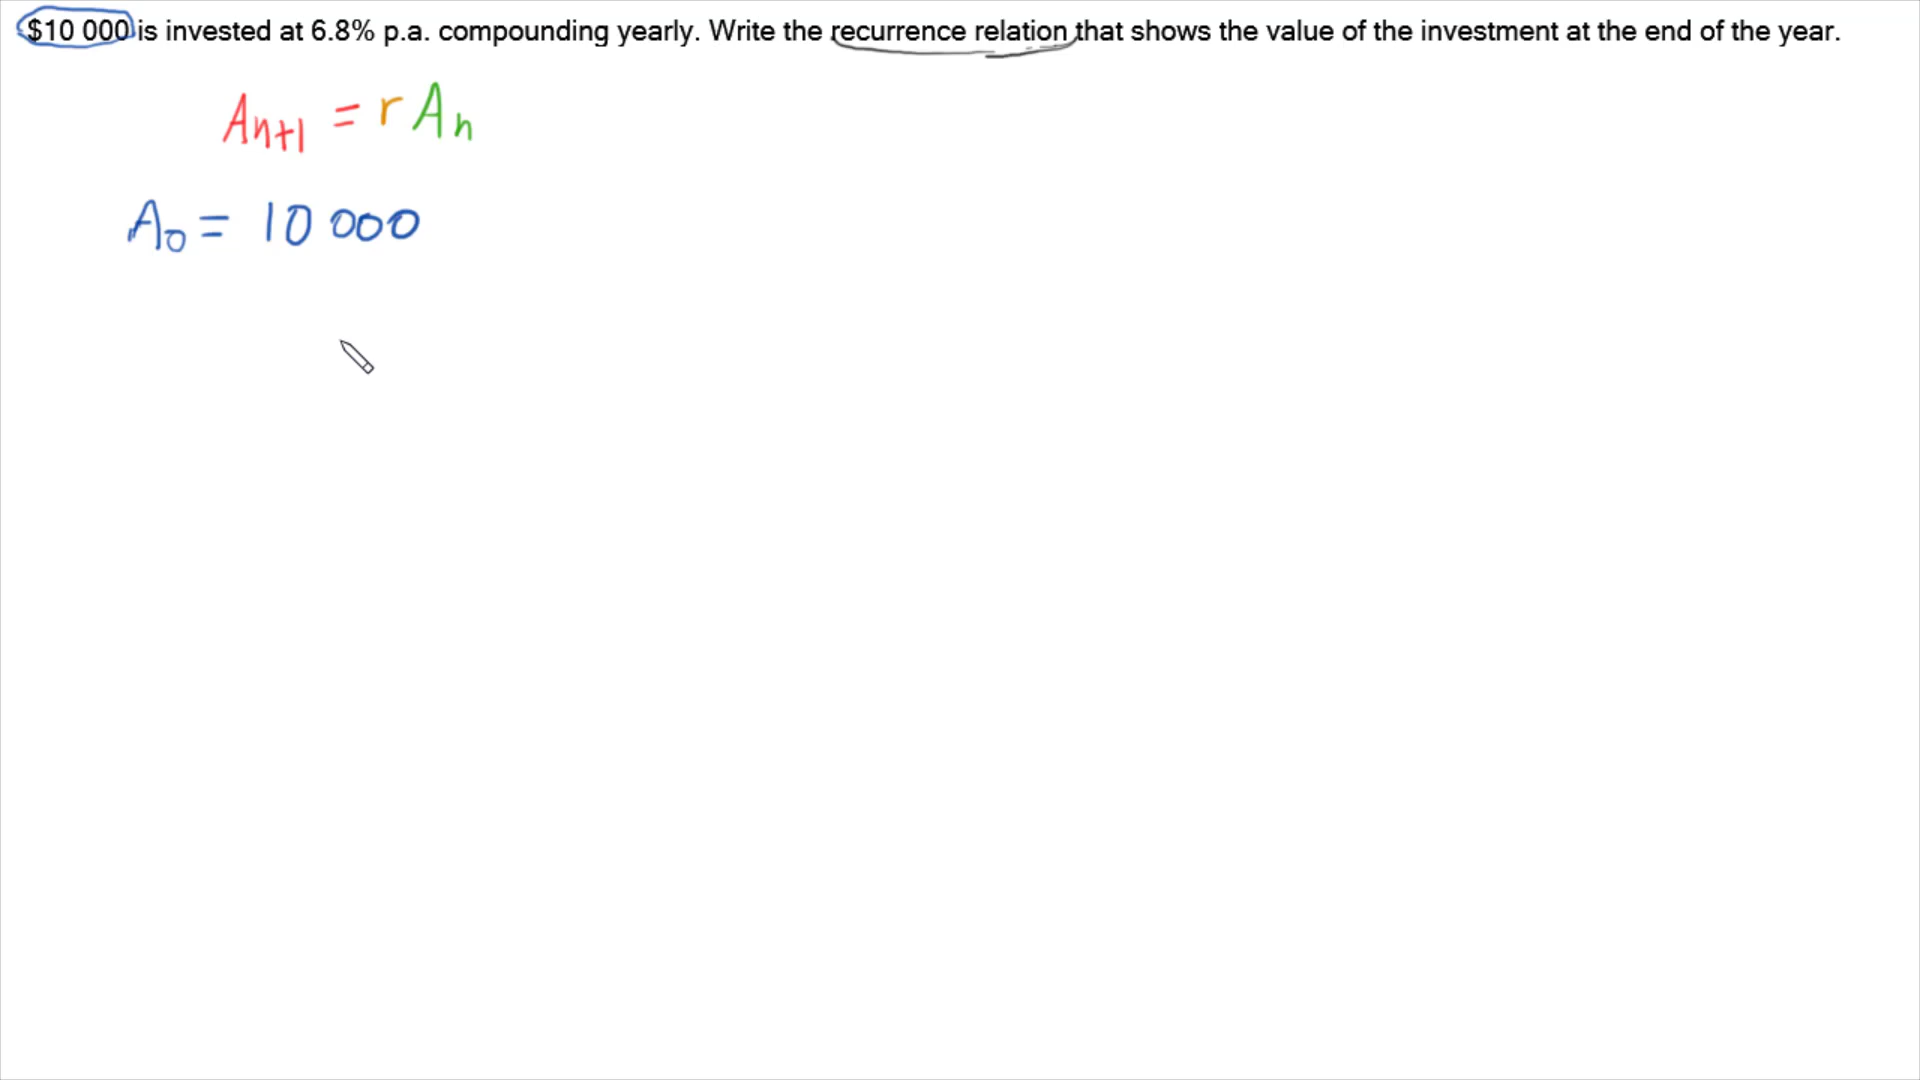 $10 000 is invested at 6.8% p.a. compounding yearly. Write the recurrence relation that shows the value of the investment at the end of the year.
Aₙ₊₁ = r Aₙ
A₀ = 10 000